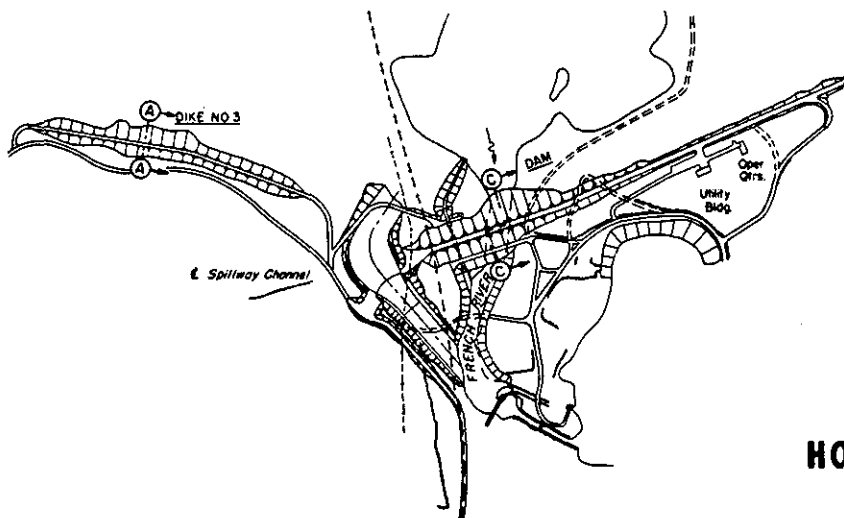 A
DIKE NO.3
A
C
DAM
Oper
Qtrs.
Utility
Bldg.
℄ Spillway Channel
C
FRENCH RIVER
HO